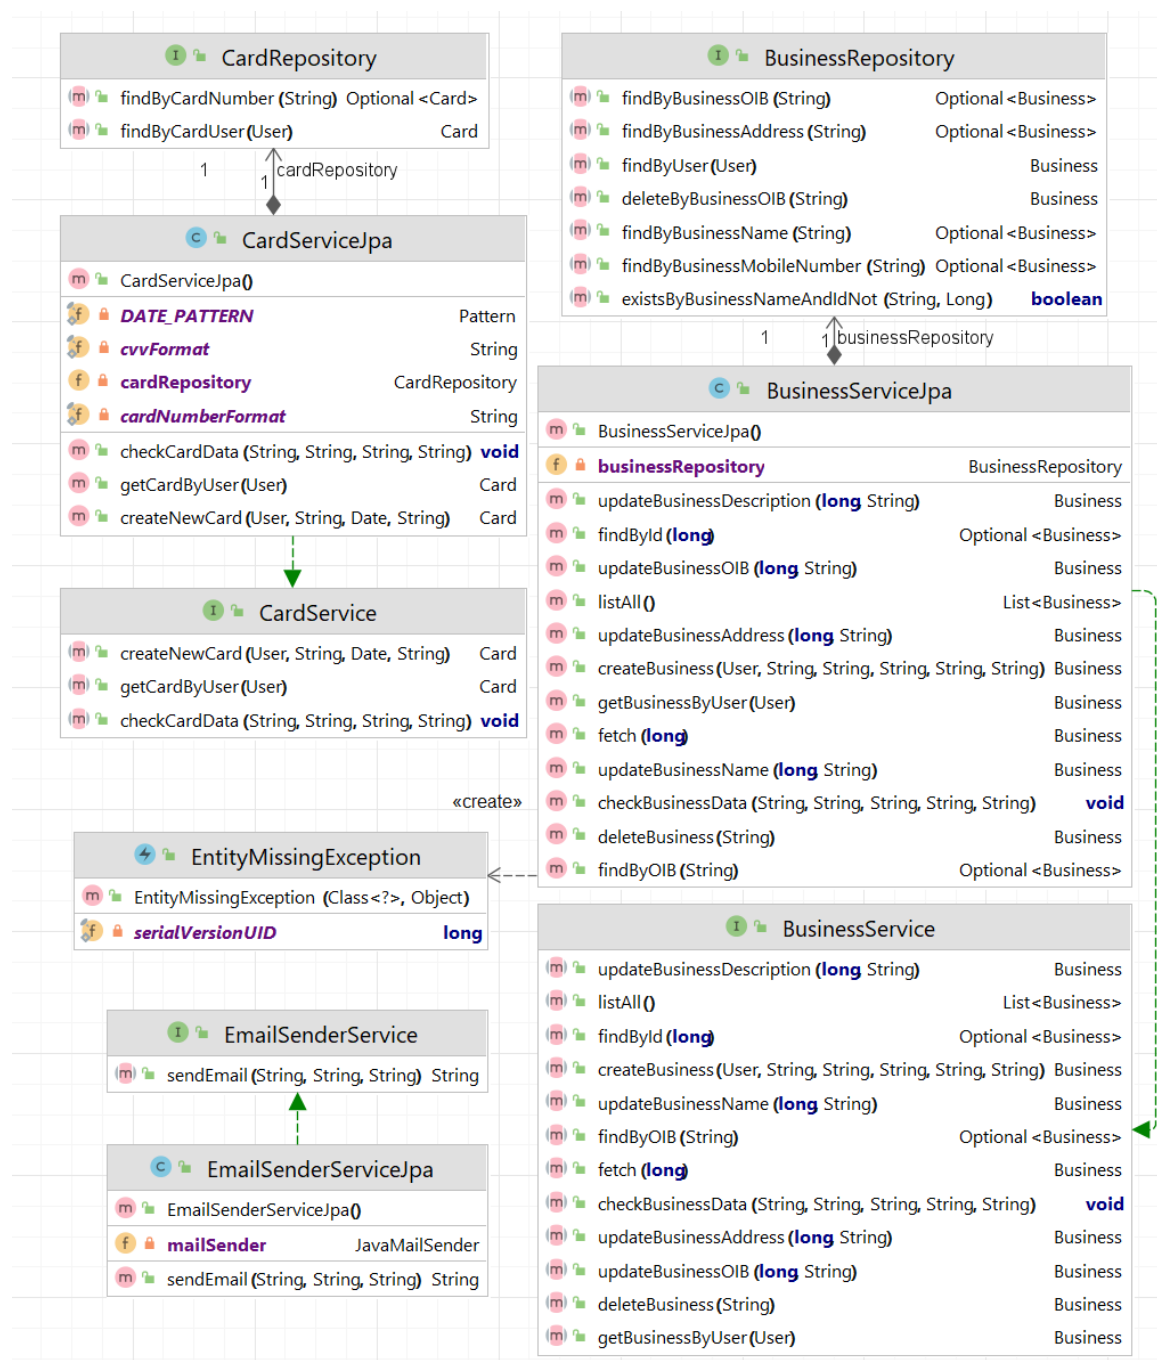 CardRepository
findByCardNumber(String) Optional<Card>
findByCardUser(User) Card
1
1
cardRepository
CardServiceJpa
CardServiceJpa()
DATE_PATTERN Pattern
cvvFormat String
cardRepository CardRepository
cardNumberFormat String
checkCardData(String, String, String, String) void
getCardByUser(User) Card
createNewCard(User, String, Date, String) Card
CardService
createNewCard(User, String, Date, String) Card
getCardByUser(User) Card
checkCardData(String, String, String, String) void
«create»
EntityMissingException
EntityMissingException(Class<?>, Object)
serialVersionUID long
EmailSenderService
sendEmail(String, String, String) String
EmailSenderServiceJpa
EmailSenderServiceJpa()
mailSender JavaMailSender
sendEmail(String, String, String) String
BusinessRepository
findByBusinessOIB(String) Optional<Business>
findByBusinessAddress(String) Optional<Business>
findByUser(User) Business
deleteByBusinessOIB(String) Business
findByBusinessName(String) Optional<Business>
findByBusinessMobileNumber(String) Optional<Business>
existsByBusinessNameAndIdNot(String, Long) boolean
1
1
businessRepository
BusinessServiceJpa
BusinessServiceJpa()
businessRepository BusinessRepository
updateBusinessDescription(long, String) Business
findById(long) Optional<Business>
updateBusinessOIB(long, String) Business
listAll() List<Business>
updateBusinessAddress(long, String) Business
createBusiness(User, String, String, String, String, String) Business
getBusinessByUser(User) Business
fetch(long) Business
updateBusinessName(long, String) Business
checkBusinessData(String, String, String, String, String) void
deleteBusiness(String) Business
findByOIB(String) Optional<Business>
BusinessService
updateBusinessDescription(long, String) Business
listAll() List<Business>
findById(long) Optional<Business>
createBusiness(User, String, String, String, String, String) Business
updateBusinessName(long, String) Business
findByOIB(String) Optional<Business>
fetch(long) Business
checkBusinessData(String, String, String, String, String) void
updateBusinessAddress(long, String) Business
updateBusinessOIB(long, String) Business
deleteBusiness(String) Business
getBusinessByUser(User) Business